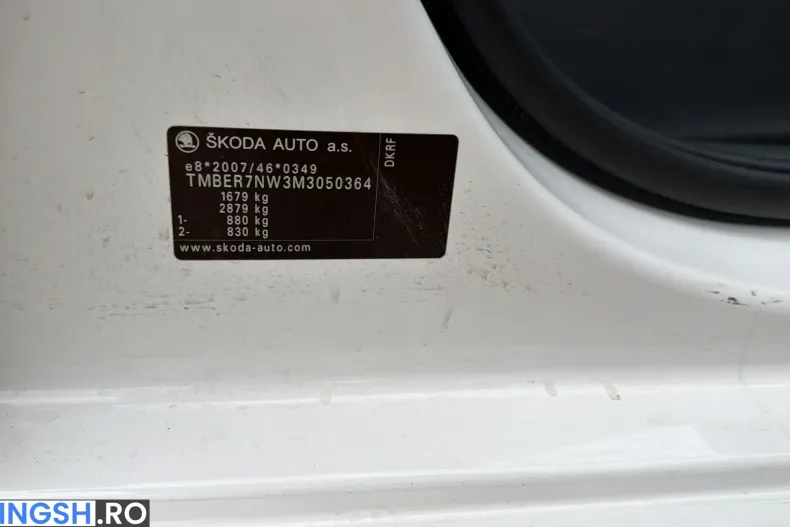 ŠKODA AUTO a.s.
DKRF
e8*2007/46*0349
TMBER7NW3M3050364
1679 kg
2879 kg
1- 880 kg
2- 830 kg
www.skoda-auto.com
INGSH.RO